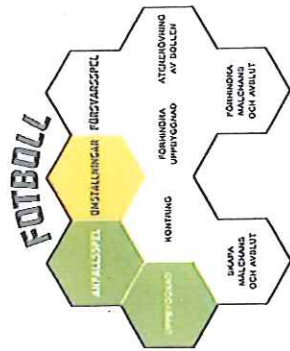 FOTBOLL
ANFALLSSPEL
OMSTÄLLNINGAR
FÖRSVARSSPEL
UPPBYGGNAD
KONTRING
FÖRHINDRA
UPPBYGGNAD
ÅTERERÖVRING
AV BOLLEN
SKAPA
MÅLCHANS
OCH AVSLUT
FÖRHINDRA
MÅLCHANS
OCH AVSLUT